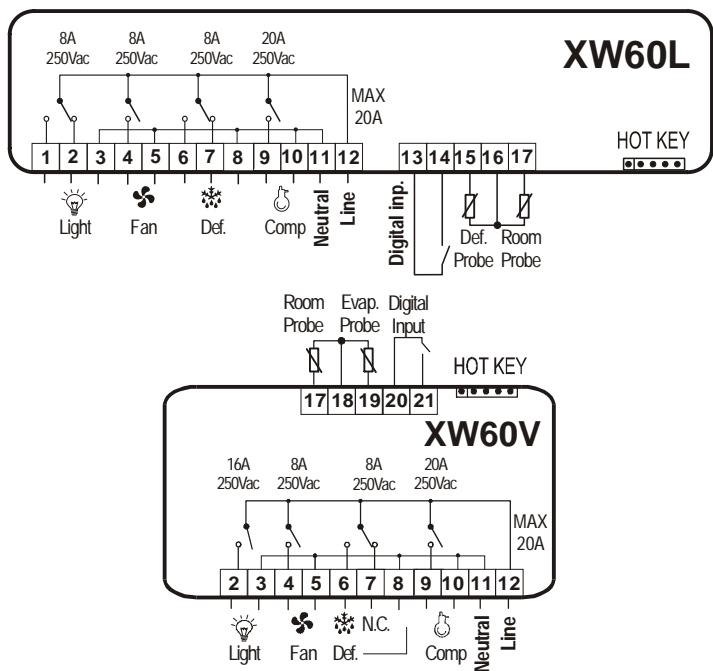 8A 8A 8A 20A
250Vac 250Vac 250Vac 250Vac
XW60L
MAX
20A
HOT KEY
1 2 3 4 5 6 7 8 9 10 11 12 13 14 15 16 17
Light Fan Def. Comp Neutral Line
Digital inp.
Def. Room
Probe Probe
Room Evap. Digital
Probe Probe Input
HOT KEY
17 18 19 20 21
XW60V
16A 8A 8A 20A
250Vac 250Vac 250Vac 250Vac
MAX
20A
2 3 4 5 6 7 8 9 10 11 12
N.C.
Light Fan Def. Comp Neutral Line